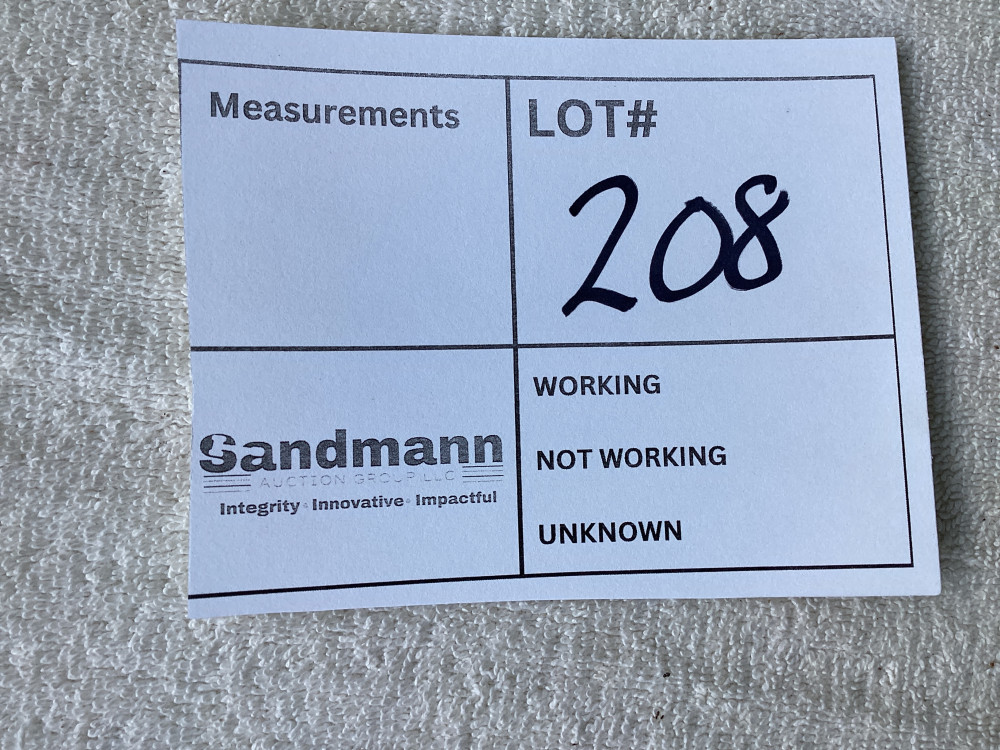 Measurements
LOT#
208
Sandmann
AUCTION GROUP LLC
Integrity · Innovative · Impactful
WORKING
NOT WORKING
UNKNOWN